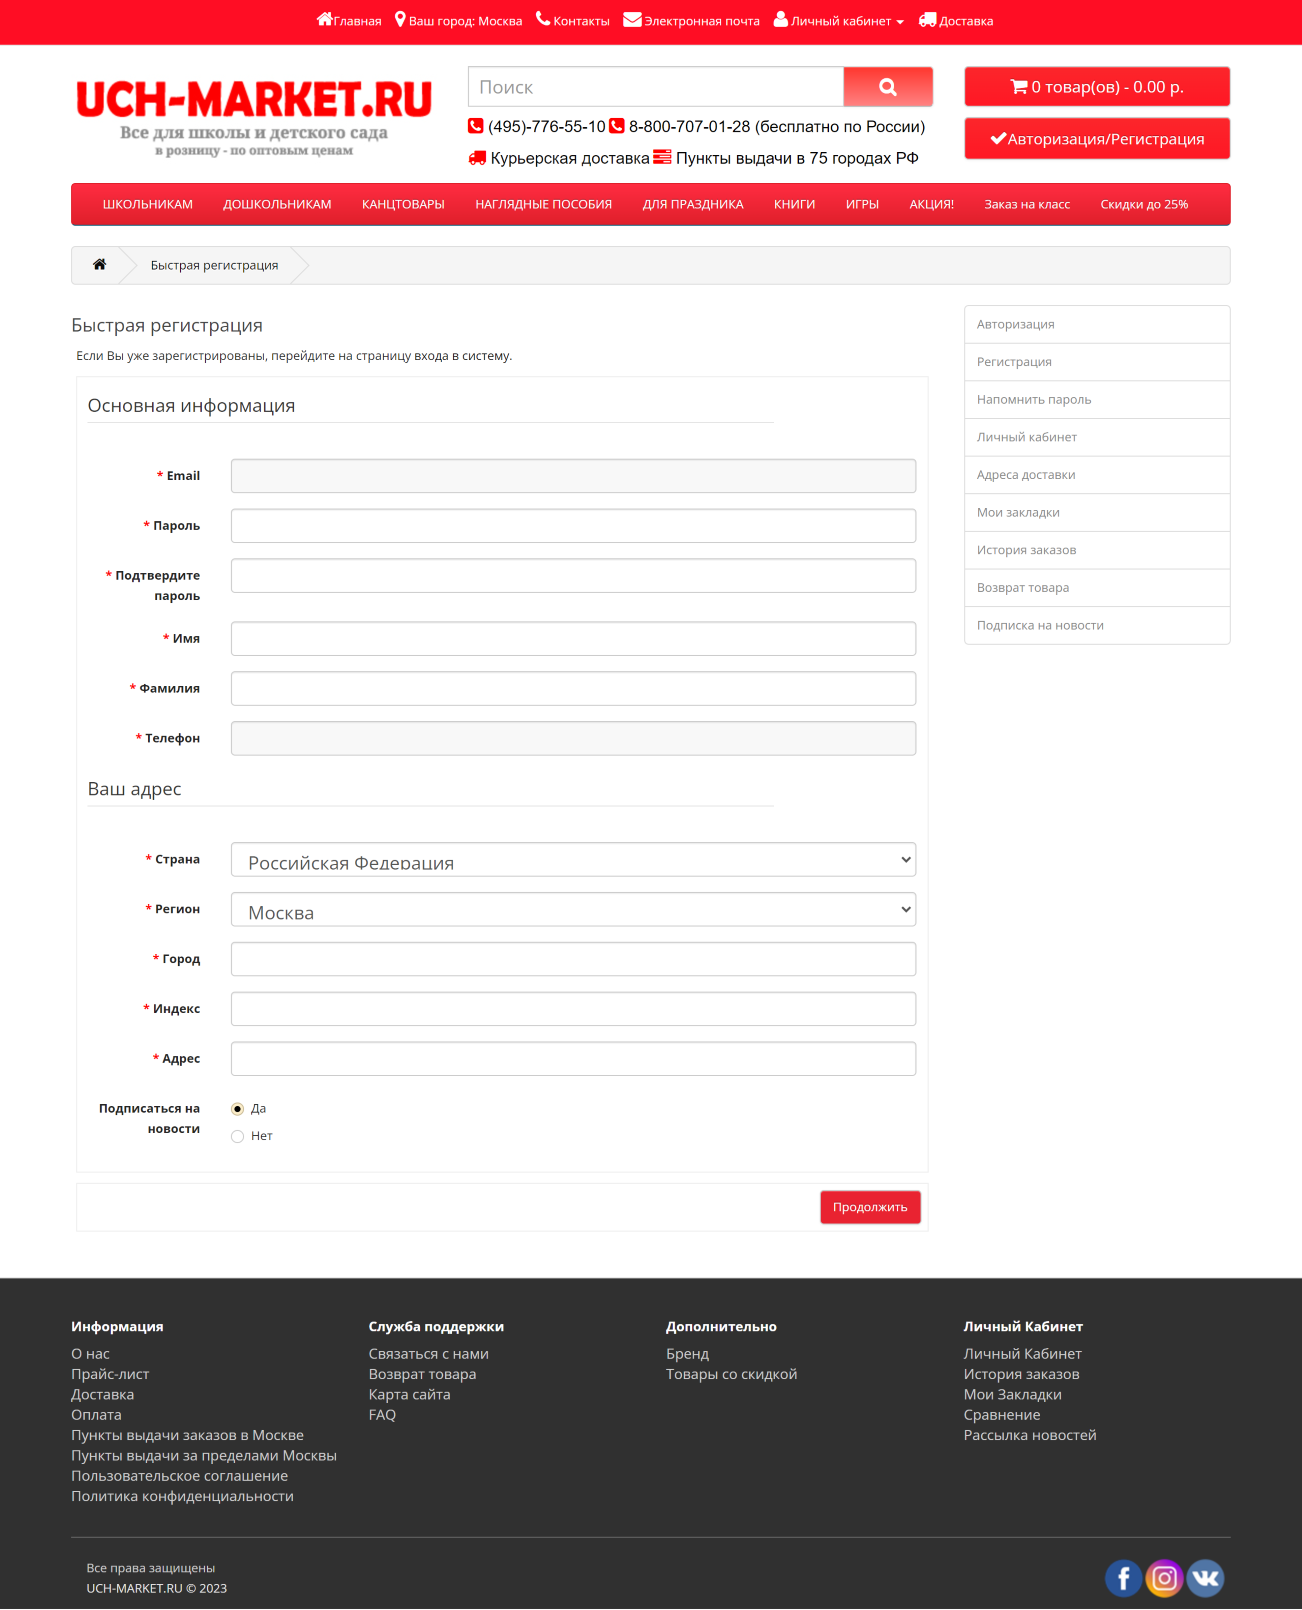 Главная Ваш город: Москва Контакты Электронная почта Личный кабинет Доставка
UCH-MARKET.RU
Все для школы и детского сада
в розницу - по оптовым ценам
Поиск
(495)-776-55-10 8-800-707-01-28 (бесплатно по России)
Курьерская доставка Пункты выдачи в 75 городах РФ
0 товар(ов) - 0.00 р.
Авторизация/Регистрация
ШКОЛЬНИКАМ ДОШКОЛЬНИКАМ КАНЦТОВАРЫ НАГЛЯДНЫЕ ПОСОБИЯ ДЛЯ ПРАЗДНИКА КНИГИ ИГРЫ АКЦИЯ! Заказ на класс Скидки до 25%
Быстрая регистрация
Быстрая регистрация
Если Вы уже зарегистрированы, перейдите на страницу входа в систему.
Основная информация
* Email
* Пароль
* Подтвердите
пароль
* Имя
* Фамилия
* Телефон
Ваш адрес
* Страна Российская Федерация
* Регион Москва
* Город
* Индекс
* Адрес
Подписаться на
новости
Да
Нет
Продолжить
Авторизация
Регистрация
Напомнить пароль
Личный кабинет
Адреса доставки
Мои закладки
История заказов
Возврат товара
Подписка на новости
Информация
О нас
Прайс-лист
Доставка
Оплата
Пункты выдачи заказов в Москве
Пункты выдачи за пределами Москвы
Пользовательское соглашение
Политика конфиденциальности
Служба поддержки
Связаться с нами
Возврат товара
Карта сайта
FAQ
Дополнительно
Бренд
Товары со скидкой
Личный Кабинет
Личный Кабинет
История заказов
Мои Закладки
Сравнение
Рассылка новостей
Все права защищены
UCH-MARKET.RU © 2023